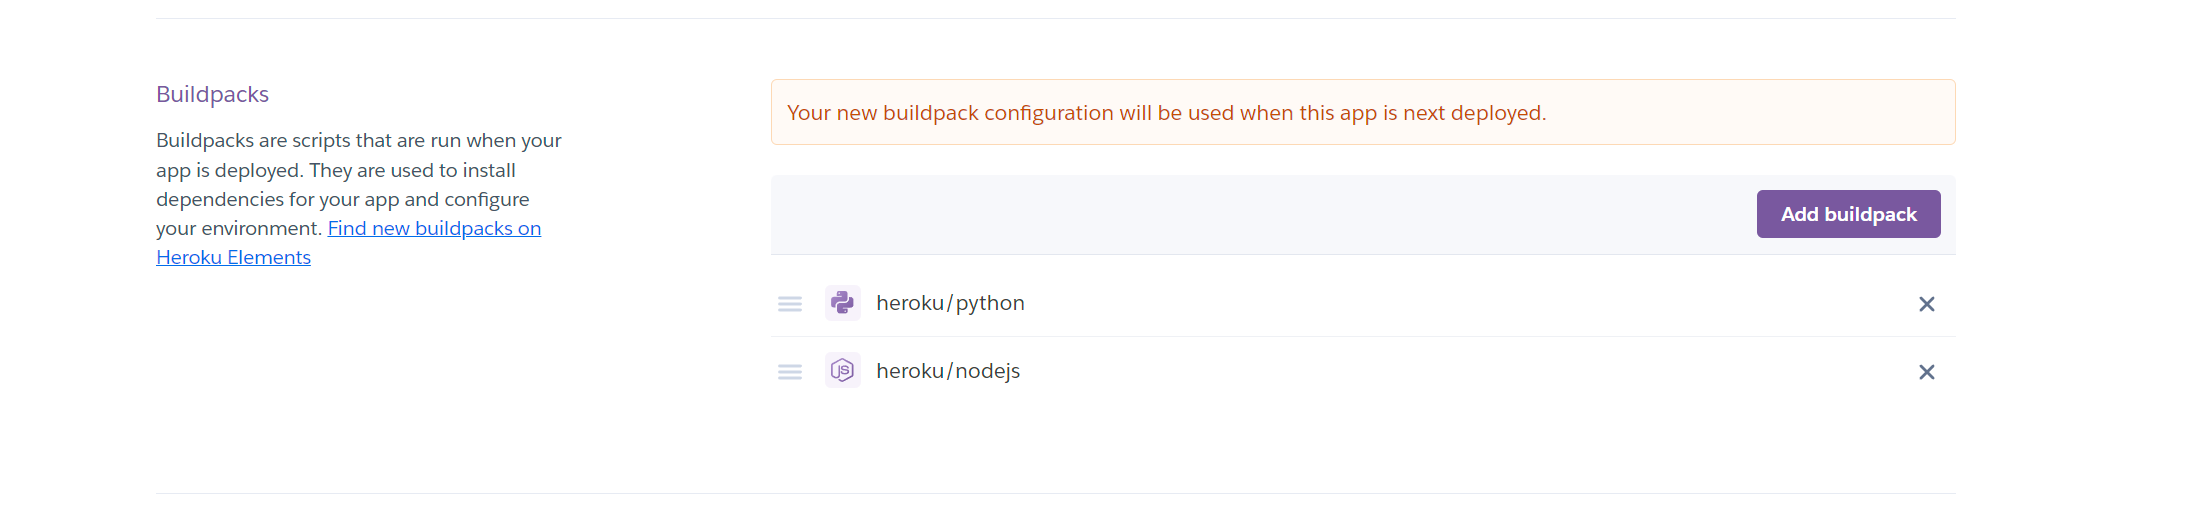 Buildpacks
Buildpacks are scripts that are run when your
app is deployed. They are used to install
dependencies for your app and configure
your environment. Find new buildpacks on
Heroku Elements
Your new buildpack configuration will be used when this app is next deployed.
Add buildpack
heroku/python
heroku/nodejs